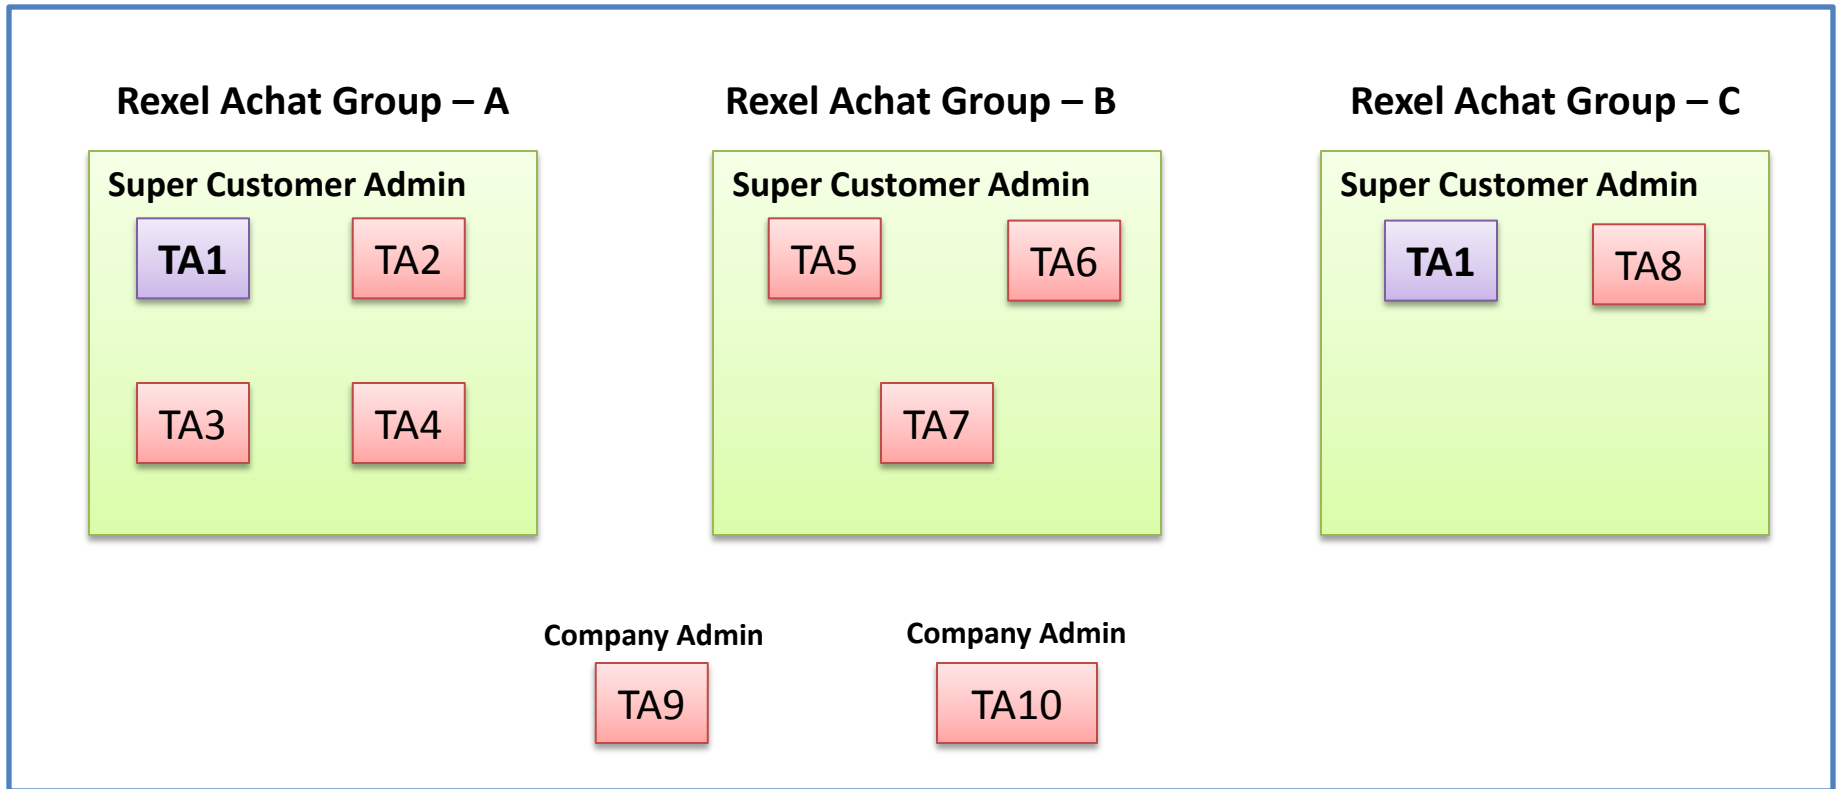 Rexel Achat Group – A
Rexel Achat Group – B
Rexel Achat Group – C
Super Customer Admin
TA1
TA2
TA3
TA4
Super Customer Admin
TA5
TA6
TA7
Super Customer Admin
TA1
TA8
Company Admin
TA9
Company Admin
TA10